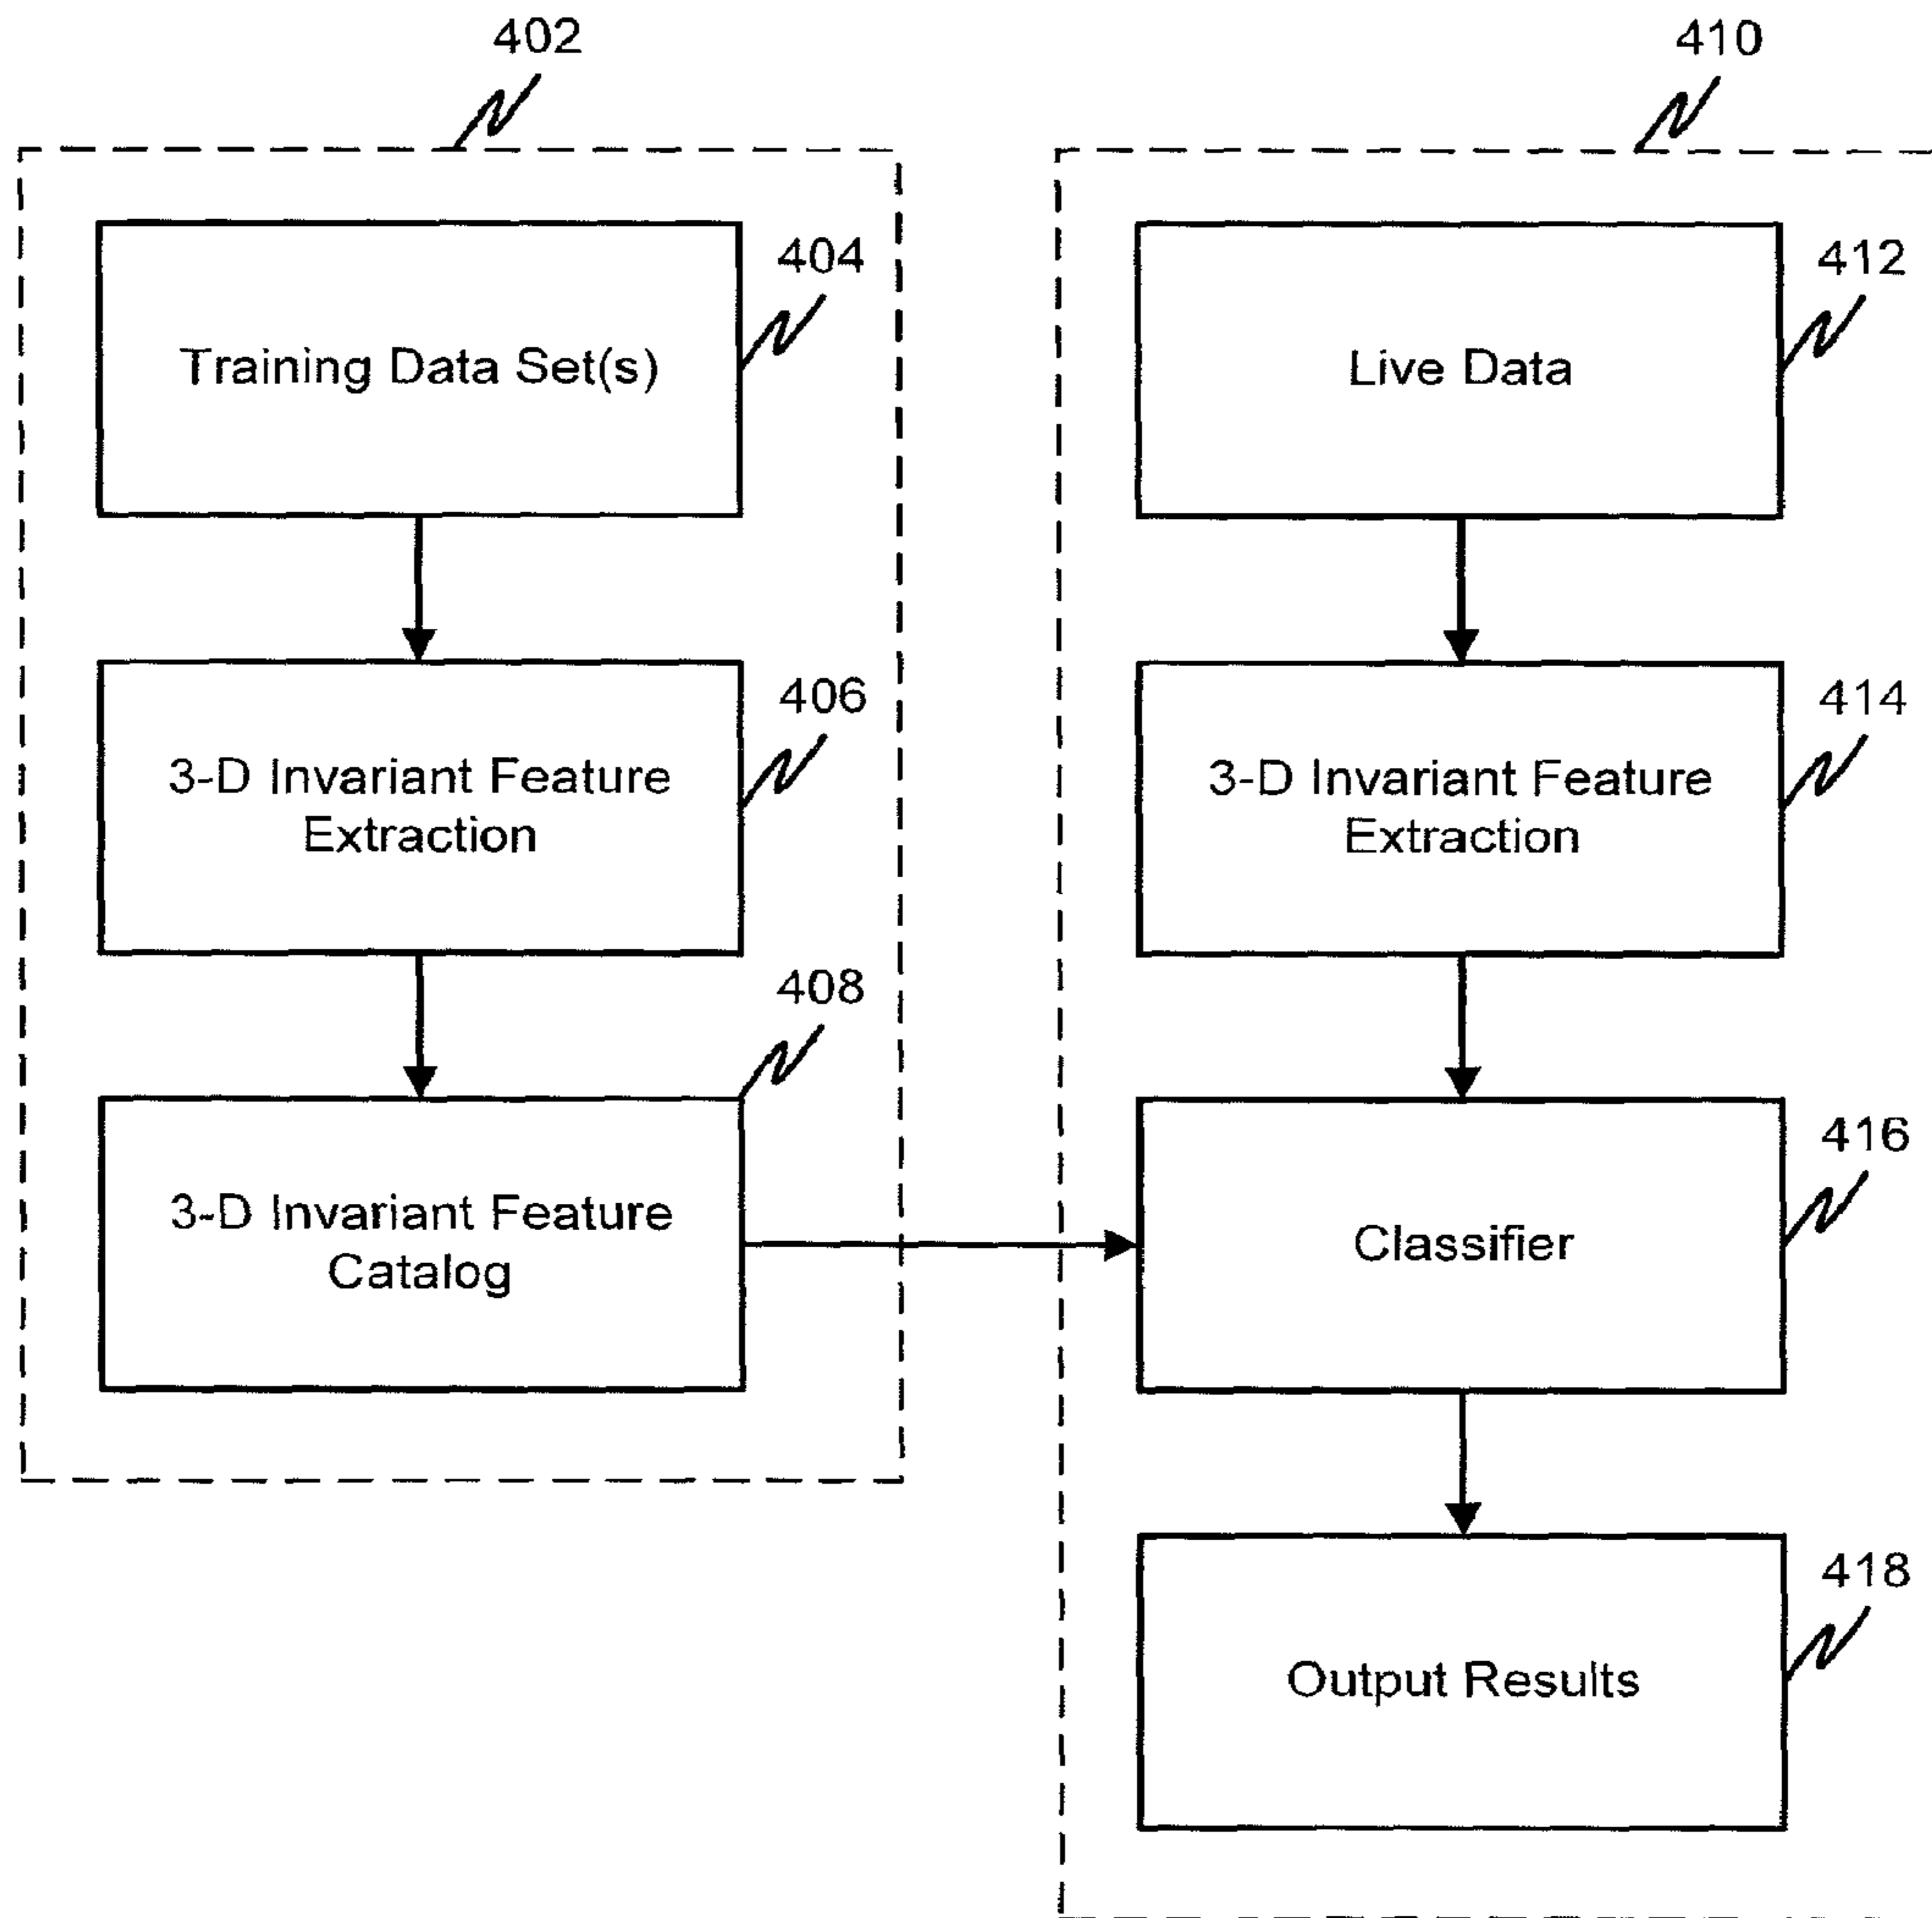 402
404
Training Data Set(s)
406
3-D Invariant Feature
Extraction
408
3-D Invariant Feature
Catalog
410
412
Live Data
414
3-D Invariant Feature
Extraction
416
Classifier
418
Output Results